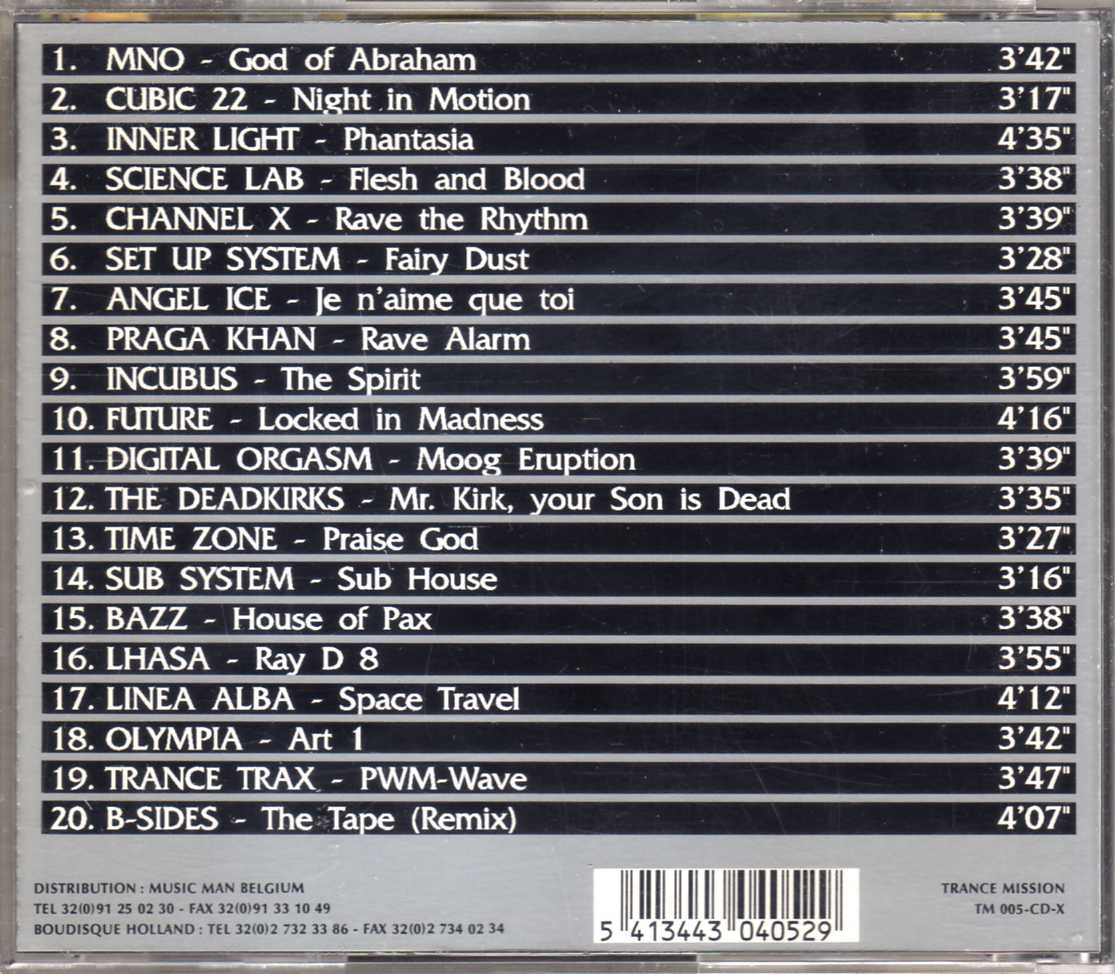 1. MNO - God of Abraham 3'42"
2. CUBIC 22 - Night in Motion 3'17"
3. INNER LIGHT - Phantasia 4'35"
4. SCIENCE LAB - Flesh and Blood 3'38"
5. CHANNEL X - Rave the Rhythm 3'39"
6. SET UP SYSTEM - Fairy Dust 3'28"
7. ANGEL ICE - Je n'aime que toi 3'45"
8. PRAGA KHAN - Rave Alarm 3'45"
9. INCUBUS - The Spirit 3'59"
10. FUTURE - Locked in Madness 4'16"
11. DIGITAL ORGASM - Moog Eruption 3'39"
12. THE DEADKIRKS - Mr. Kirk, your Son is Dead 3'35"
13. TIME ZONE - Praise God 3'27"
14. SUB SYSTEM - Sub House 3'16"
15. BAZZ - House of Pax 3'38"
16. LHASA - Ray D 8 3'55"
17. LINEA ALBA - Space Travel 4'12"
18. OLYMPIA - Art 1 3'42"
19. TRANCE TRAX - PWM-Wave 3'47"
20. B-SIDES - The Tape (Remix) 4'07"
DISTRIBUTION : MUSIC MAN BELGIUM
TEL 32(0)91 25 02 30 - FAX 32(0)91 33 10 49
BOUDISQUE HOLLAND : TEL 32(0)2 732 33 86 - FAX 32(0)2 734 02 34
5 413443 040529
TRANCE MISSION
TM 005-CD-X